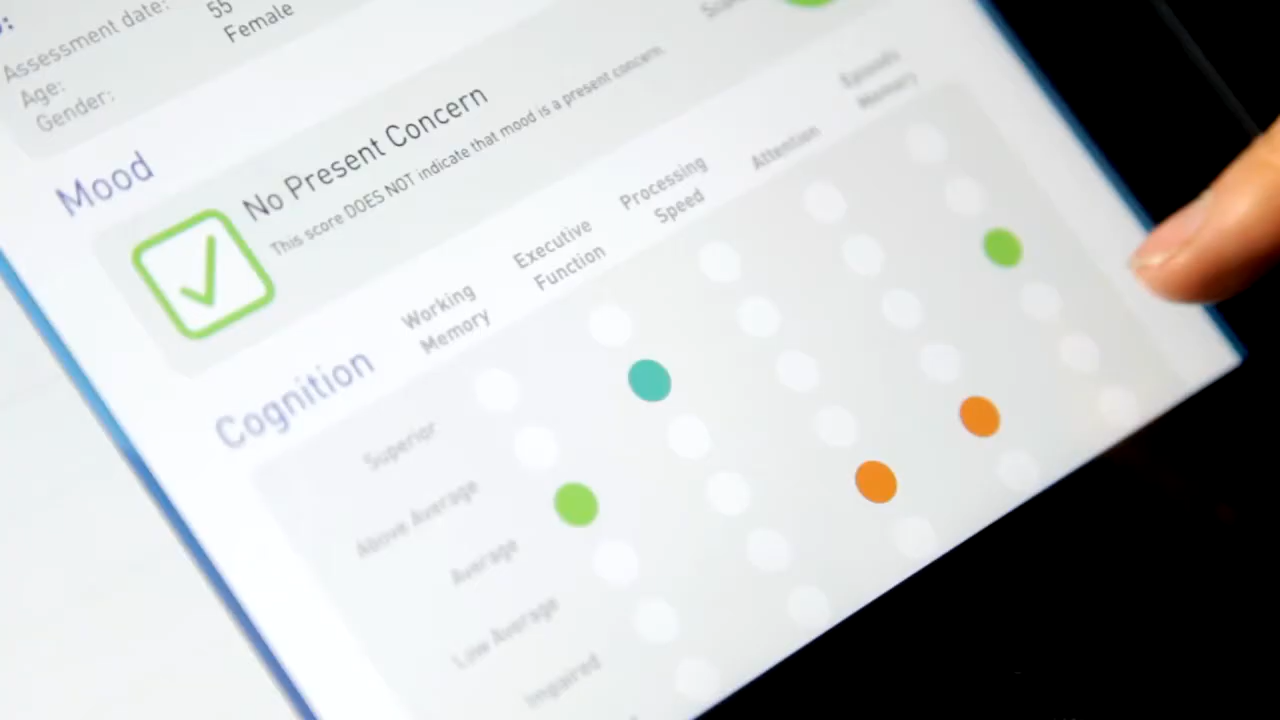 Assessment date:
Age:
Gender:
55
Female
Mood
No Present Concern
This score DOES NOT indicate that mood is a present concern.
Cognition
Working
Memory
Executive
Function
Processing
Speed
Attention
Episodic
Memory
Superior
Above Average
Average
Low Average
Impaired